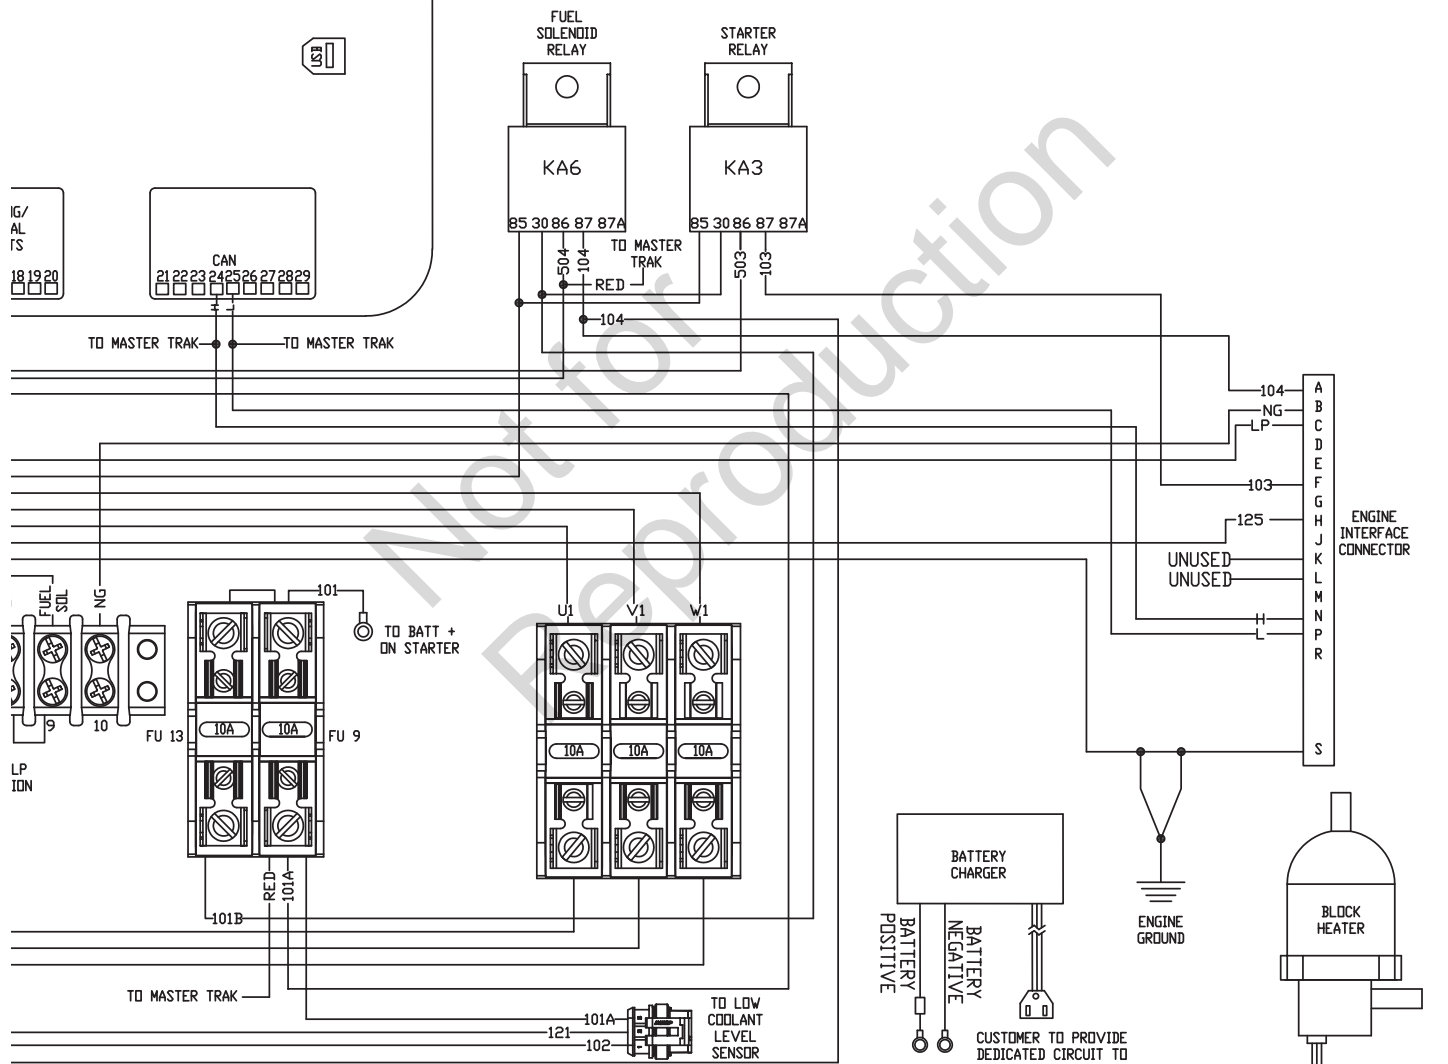 FUEL
SOLENOID
RELAY
STARTER
RELAY
USB
KA6
KA3
85 30 86 87 87A
85 30 86 87 87A
504
104
TO MASTER
TRAK
RED
503
103
104
IG/
AL
TS
18 19 20
CAN
21 22 23 24 25 26 27 28 29
H
L
TO MASTER TRAK
TO MASTER TRAK
Not for
Reproduction
104
NG
LP
103
125
UNUSED
UNUSED
H
L
A
B
C
D
E
F
G
H
J
K
L
M
N
P
R
S
ENGINE
INTERFACE
CONNECTOR
FUEL
SOL
NG
9
10
LP
ION
101
TO BATT +
ON STARTER
FU 13
10A
10A
FU 9
U1
V1
W1
10A
10A
10A
RED
101A
101B
TO MASTER TRAK
101A
121
102
TO LOW
COOLANT
LEVEL
SENSOR
BATTERY
CHARGER
BATTERY
POSITIVE
BATTERY
NEGATIVE
CUSTOMER TO PROVIDE
DEDICATED CIRCUIT TO
ENGINE
GROUND
BLOCK
HEATER